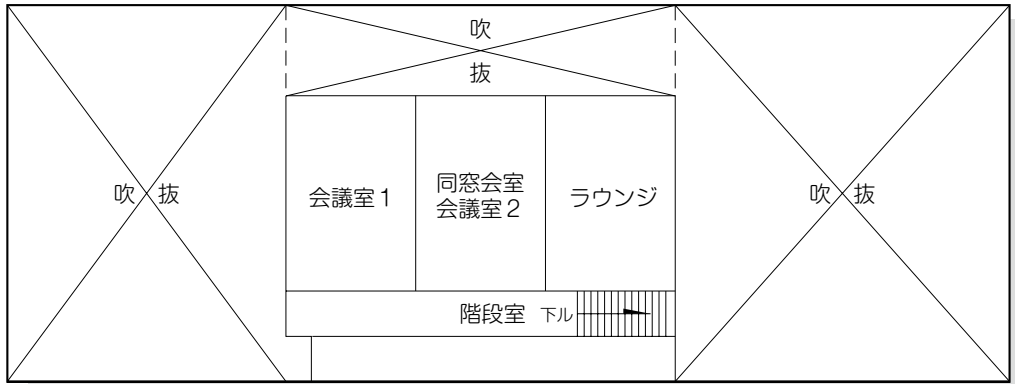 吹
抜
吹抜
会議室1
同窓会室
会議室2
ラウンジ
吹抜
階段室 下ル